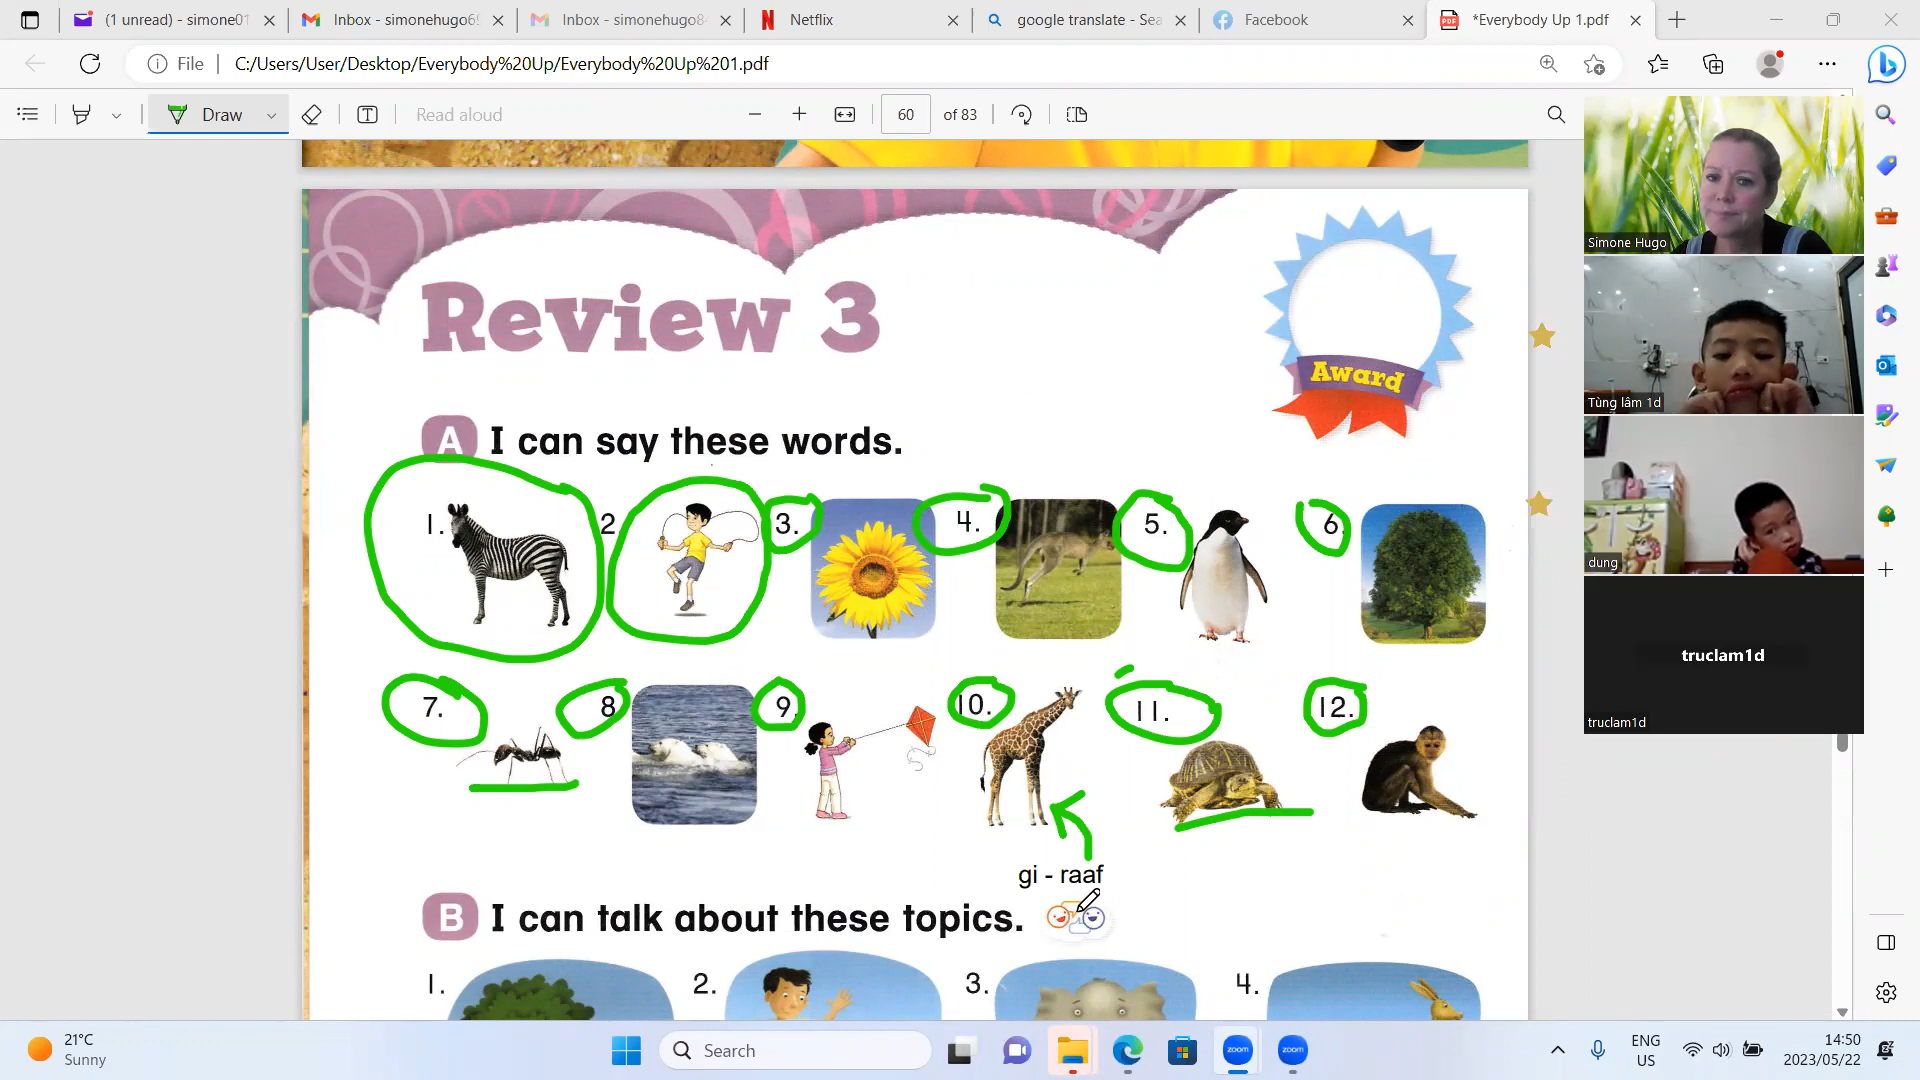 (1 unread) - simone01
Inbox - simonehugo69
Inbox - simonehugo84
Netflix
google translate - Sea
Facebook
*Everybody Up 1.pdf
File
C:/Users/User/Desktop/Everybody%20Up/Everybody%20Up%201.pdf
Draw
Read aloud
60 of 83
Review 3
Award
A I can say these words.
1. 2 3. 4. 5. 6.
7. 8 9. 10. 11. 12.
gi - raaf
B I can talk about these topics.
1. 2. 3. 4.
Simone Hugo
Tùng lâm 1d
dung
truclam1d
truclam1d
21°C
Sunny
Search
zoom
zoom
ENG
US
14:50
2023/05/22